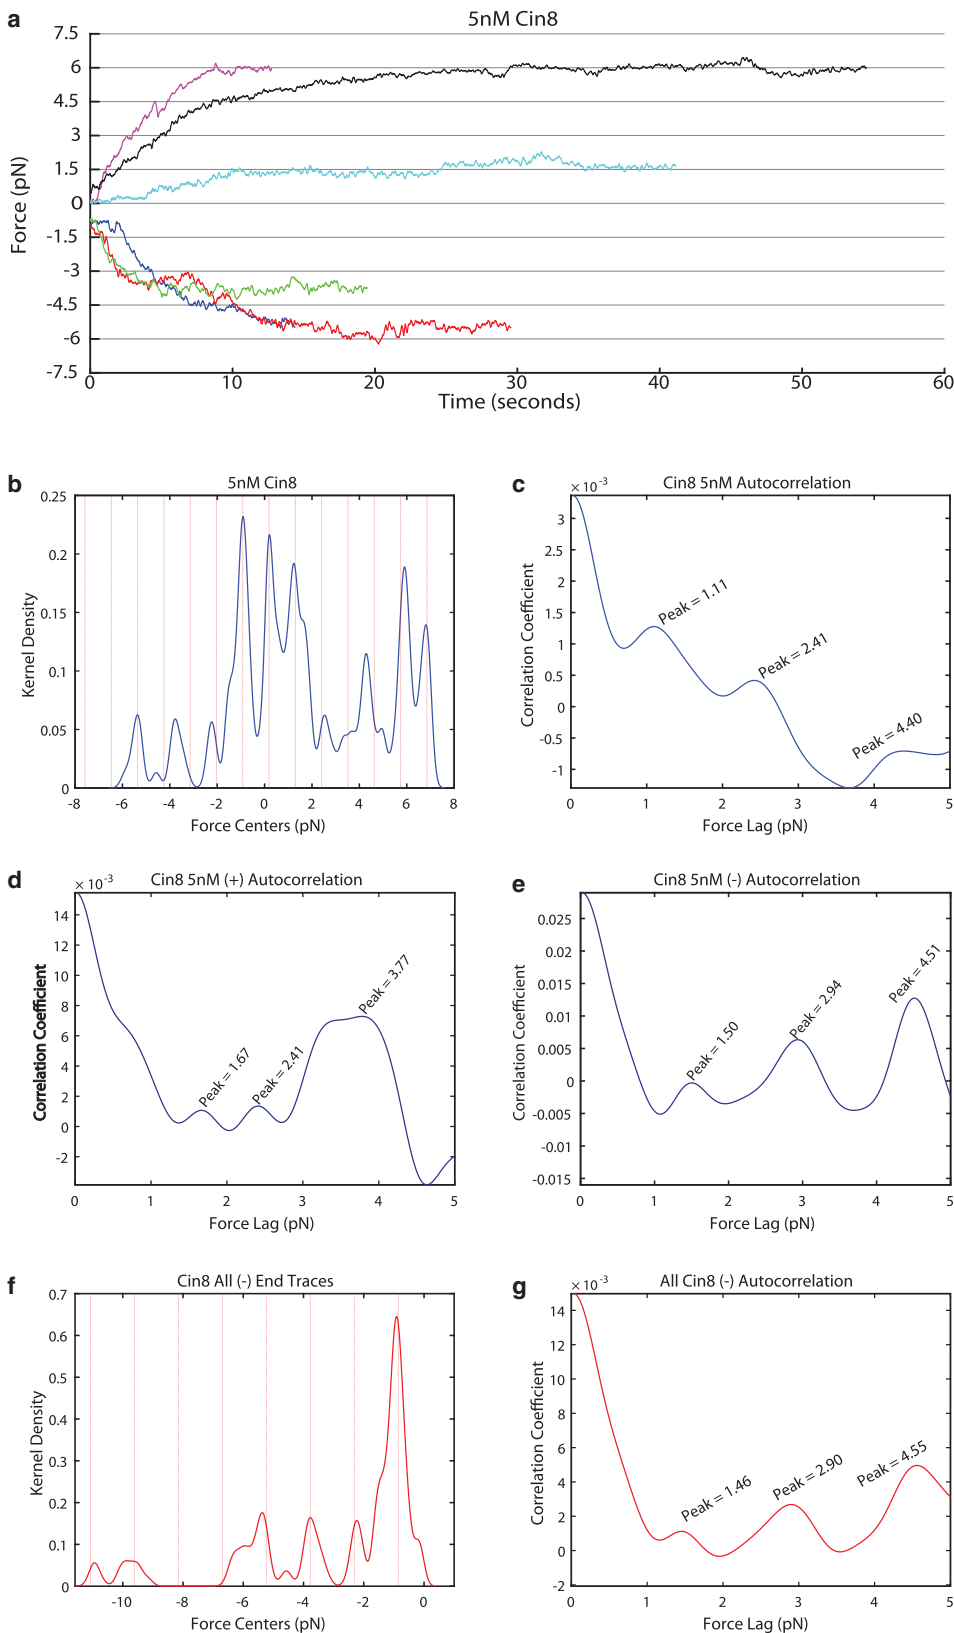 a
5nM Cin8
7.5
6
4.5
3
1.5
0
-1.5
-3
-4.5
-6
-7.5
Force (pN)
0 10 20 30 40 50 60
Time (seconds)
b
5nM Cin8
0.25
0.2
0.15
0.1
0.05
0
Kernel Density
-8 -6 -4 -2 0 2 4 6 8
Force Centers (pN)
c
× 10⁻³
Cin8 5nM Autocorrelation
3
2.5
2
1.5
1
0.5
0
-0.5
-1
Correlation Coefficient
Peak = 1.11
Peak = 2.41
Peak = 4.40
0 1 2 3 4 5
Force Lag (pN)
d
× 10⁻³
Cin8 5nM (+) Autocorrelation
14
12
10
8
6
4
2
0
-2
Correlation Coefficient
Peak = 1.67
Peak = 2.41
Peak = 3.77
0 1 2 3 4 5
Force Lag (pN)
e
Cin8 5nM (-) Autocorrelation
0.025
0.02
0.015
0.01
0.005
0
-0.005
-0.01
-0.015
Correlation Coefficient
Peak = 1.50
Peak = 2.94
Peak = 4.51
0 1 2 3 4 5
Force Lag (pN)
f
Cin8 All (-) End Traces
0.7
0.6
0.5
0.4
0.3
0.2
0.1
0
Kernel Density
-10 -8 -6 -4 -2 0
Force Centers (pN)
g
× 10⁻³
All Cin8 (-) Autocorrelation
14
12
10
8
6
4
2
0
-2
Correlation Coefficient
Peak = 1.46
Peak = 2.90
Peak = 4.55
0 1 2 3 4 5
Force Lag (pN)